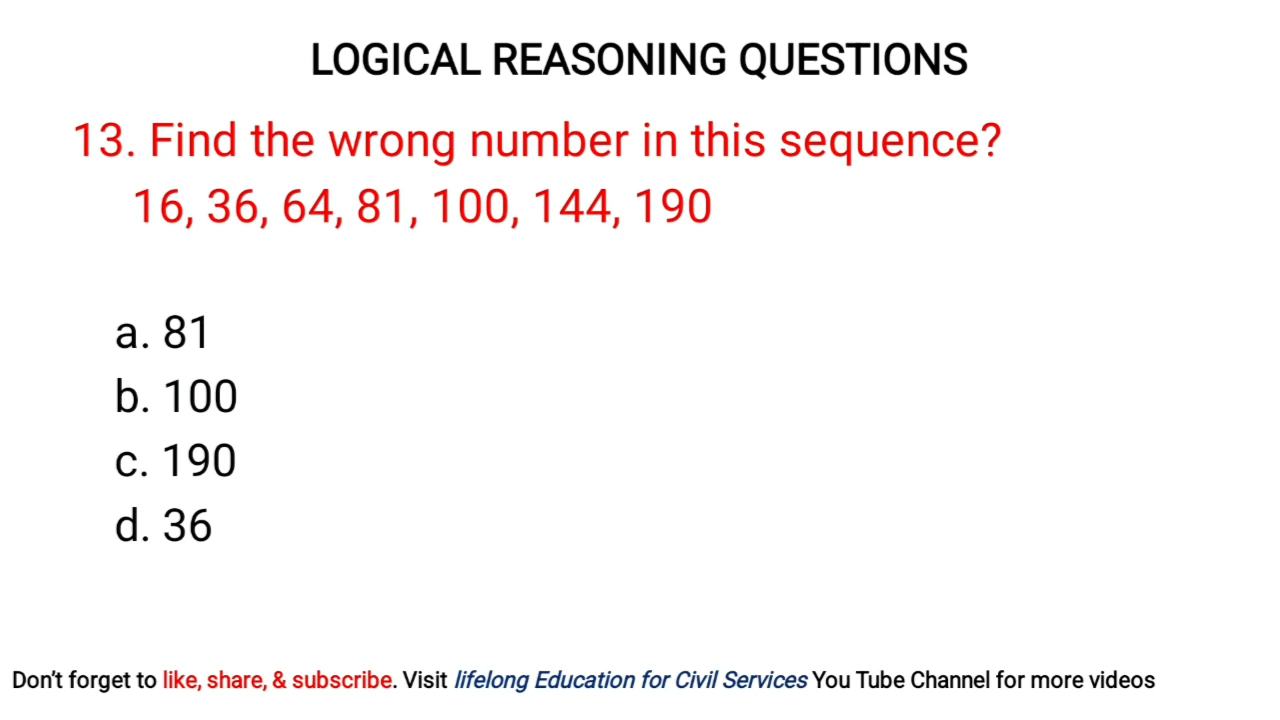 LOGICAL REASONING QUESTIONS
13. Find the wrong number in this sequence?
16, 36, 64, 81, 100, 144, 190
a. 81
b. 100
c. 190
d. 36
Don't forget to like, share, & subscribe. Visit lifelong Education for Civil Services You Tube Channel for more videos